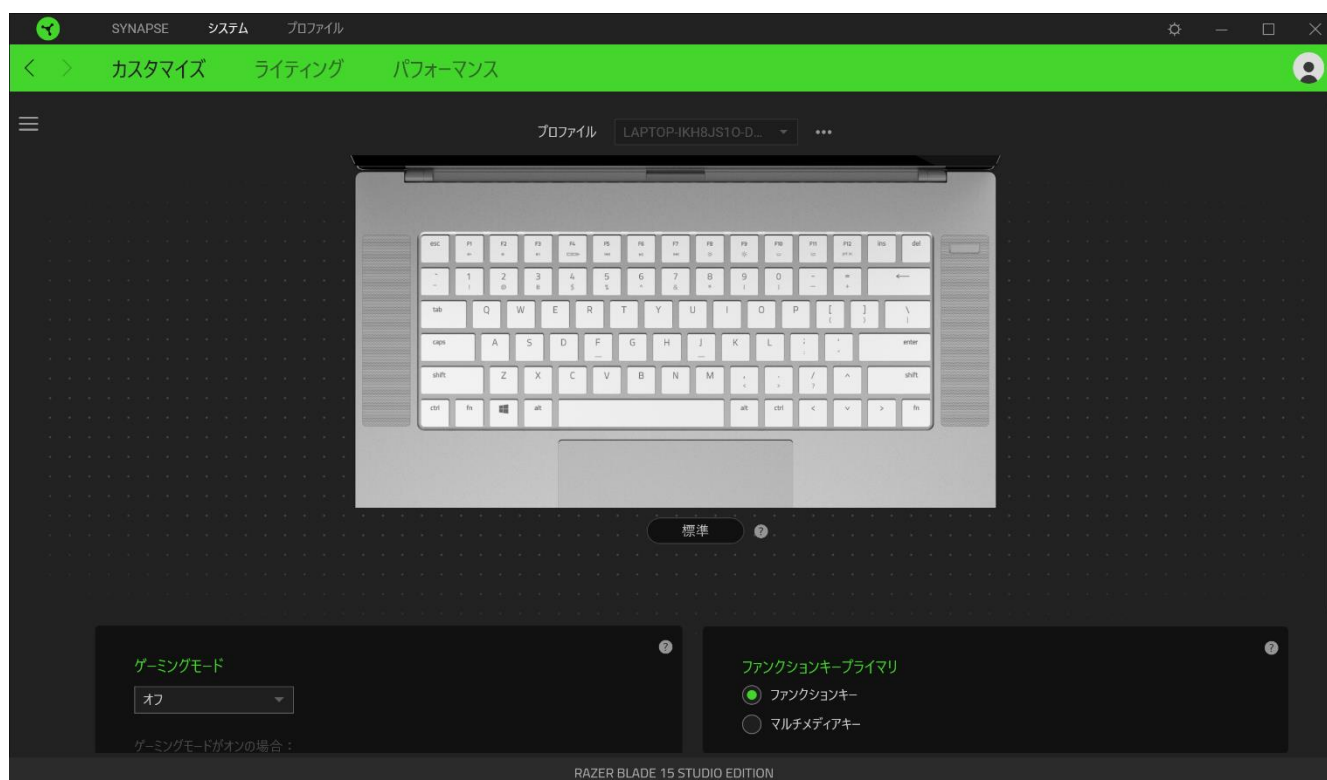 SYNAPSE システム プロファイル
カスタマイズ ライティング パフォーマンス
プロファイル LAPTOP-IKH8JS1O-D... •••
esc F1 F2 F3 F4 F5 F6 F7 F8 F9 F10 F11 F12 ins del
1 2 3 4 5 6 7 8 9 0
tab Q W E R T Y U I O P [ ] \
caps A S D F G H J K L ; ' enter
shift Z X C V B N M , . / ^ shift
ctrl fn alt alt ctrl < v > fn
標準 ?
ゲーミングモード ?
オフ
ゲーミングモードがオンの場合：
ファンクションキープライマリ ?
ファンクションキー
マルチメディアキー
RAZER BLADE 15 STUDIO EDITION